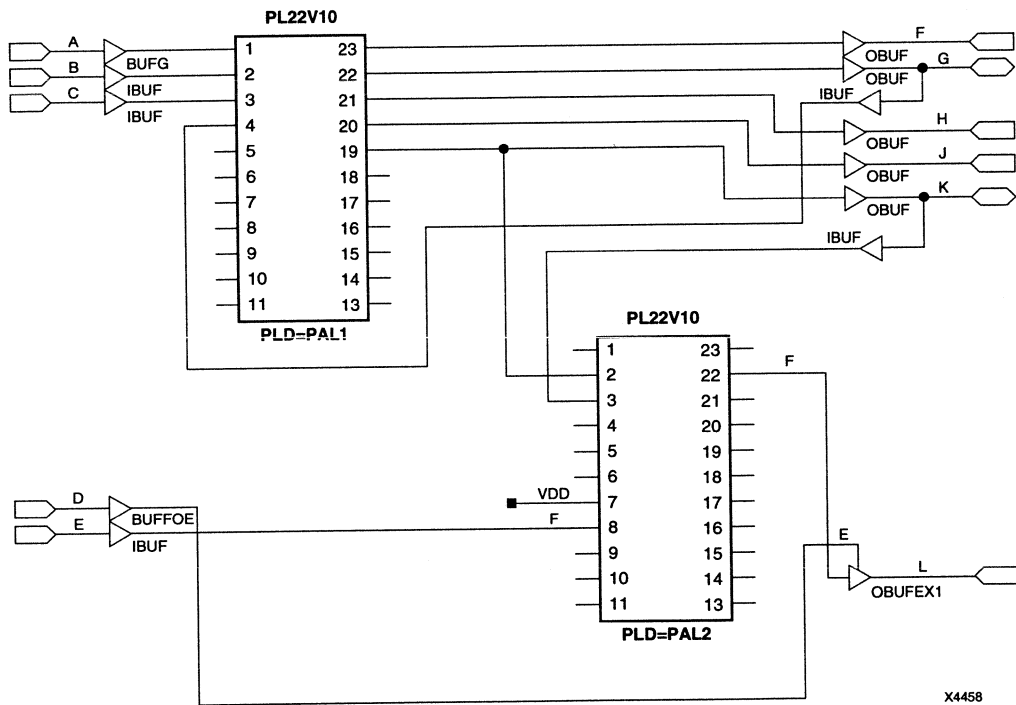 PL22V10
A
BUFG
B
IBUF
C
IBUF
1 23
2 22
3 21
4 20
5 19
6 18
7 17
8 16
9 15
10 14
11 13
PLD=PAL1
F
OBUF
G
OBUF
IBUF
H
OBUF
J
OBUF
K
OBUF
IBUF
PL22V10
1 23
2 22
3 21
4 20
5 19
6 18
7 17
8 16
9 15
10 14
11 13
PLD=PAL2
F
VDD
F
D
BUFFOE
E
IBUF
E
L
OBUFEX1
X4458